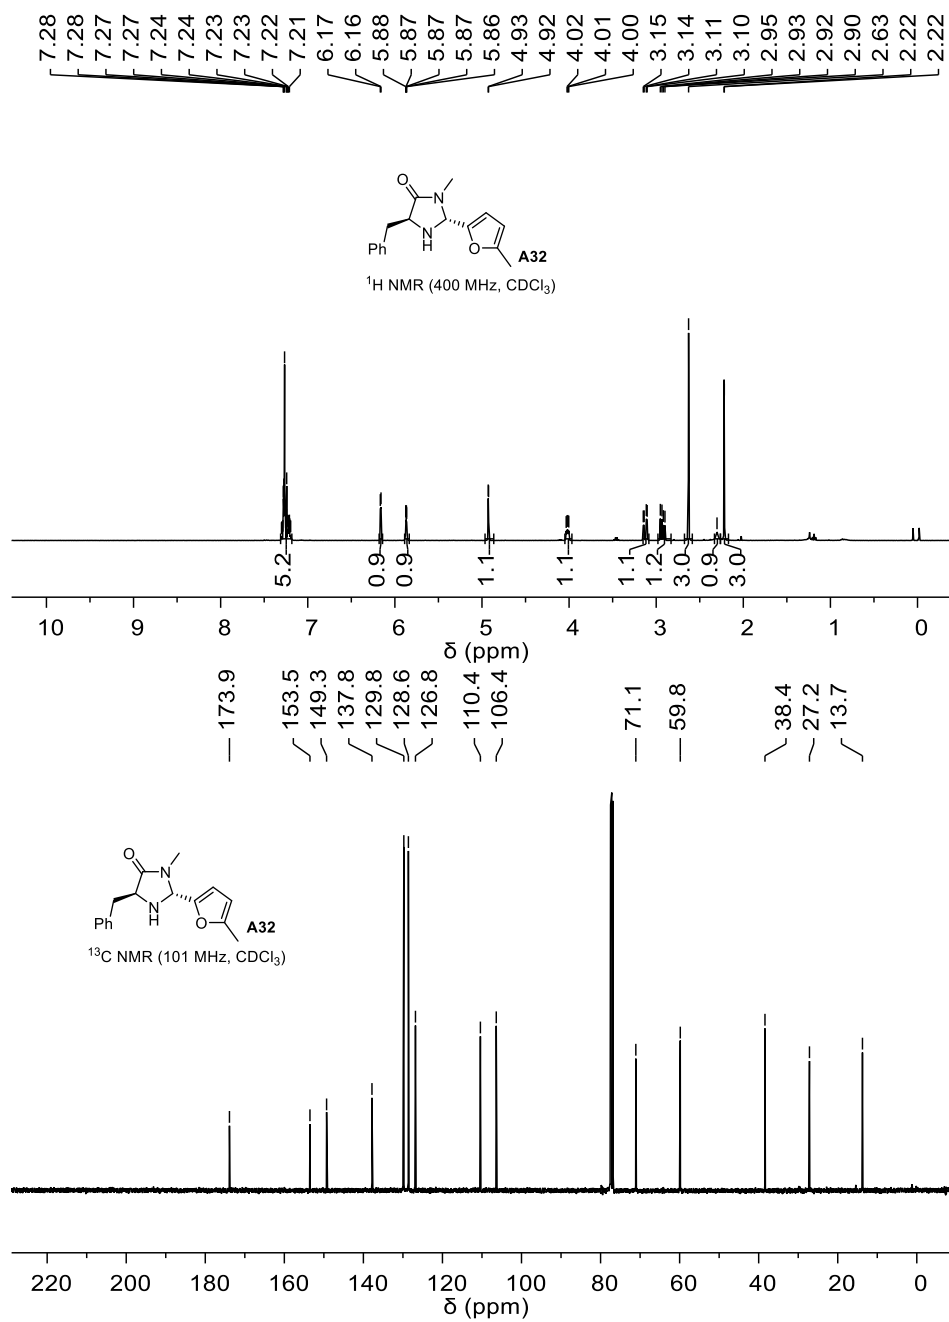 7.28 7.28 7.27 7.27 7.24 7.24 7.23 7.23 7.22 7.21 6.17 6.16 5.88 5.87 5.87 5.87 5.86 4.93 4.92 4.02 4.01 4.00 3.15 3.14 3.11 3.10 2.95 2.93 2.92 2.90 2.63 2.22 2.22
O
N
N
H
Ph
O
A32
¹H NMR (400 MHz, CDCl₃)
5.2 0.9 0.9 1.1 1.1 1.1 1.2 3.0 0.9 3.0
10 9 8 7 6 5 4 3 2 1 0
δ (ppm)
173.9 153.5 149.3 137.8 129.8 128.6 126.8 110.4 106.4 71.1 59.8 38.4 27.2 13.7
O
N
N
H
Ph
O
A32
¹³C NMR (101 MHz, CDCl₃)
220 200 180 160 140 120 100 80 60 40 20 0
δ (ppm)